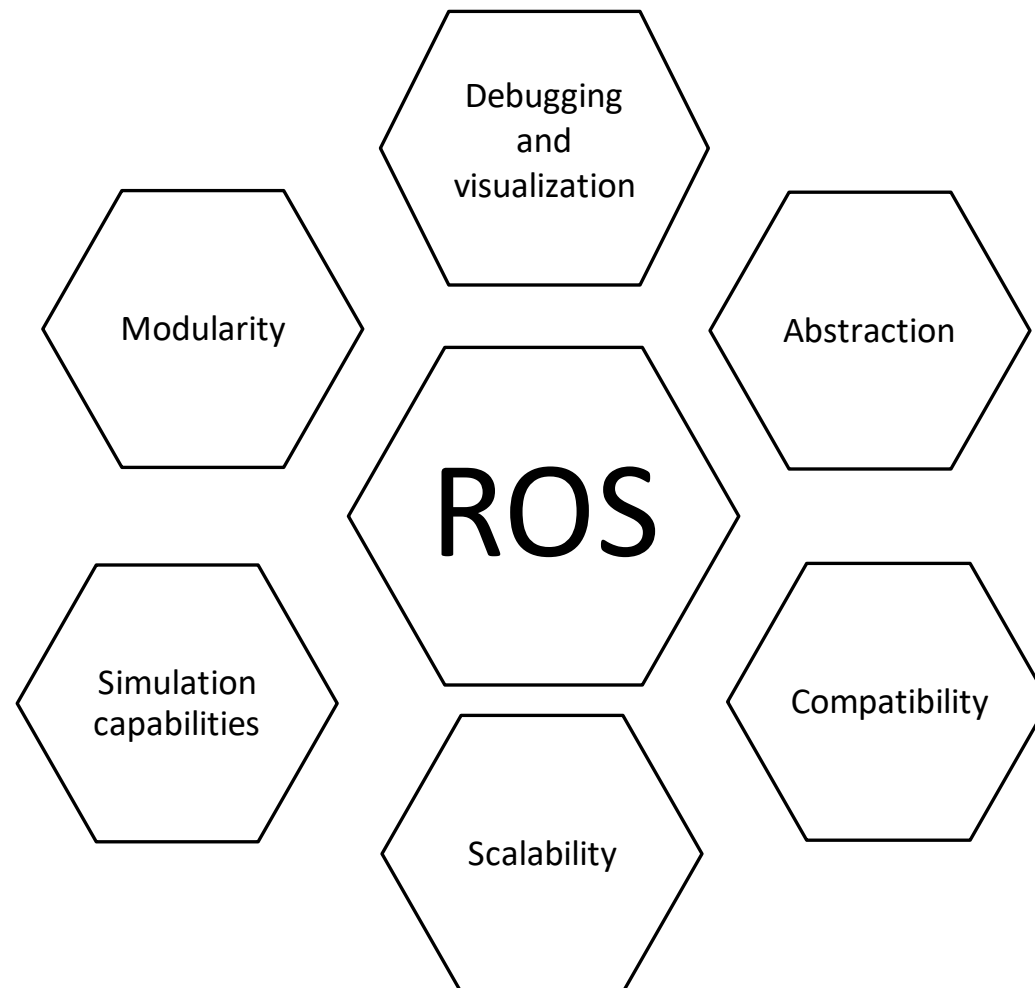 Debugging
and
visualization
Modularity
Abstraction
ROS
Simulation
capabilities
Compatibility
Scalability